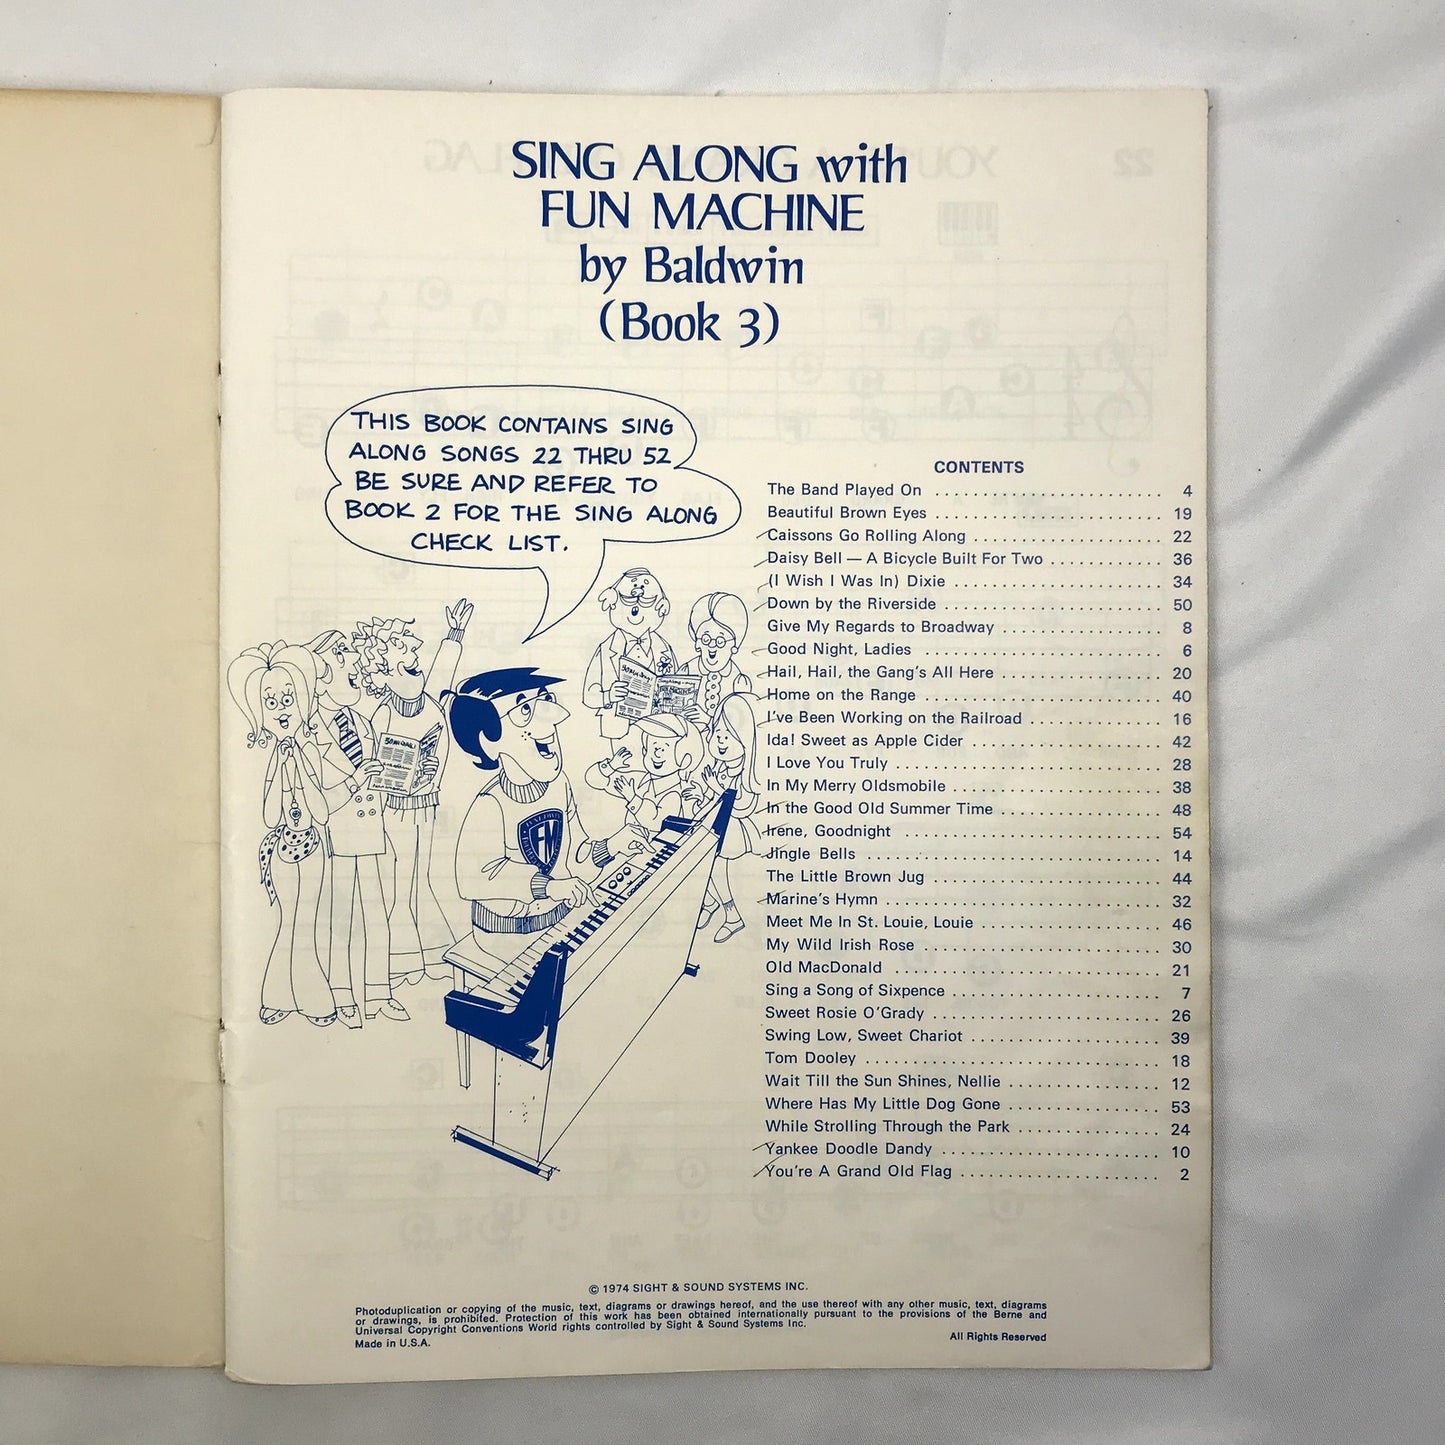 SING ALONG with
FUN MACHINE
by Baldwin
(Book 3)
THIS BOOK CONTAINS SING
ALONG SONGS 22 THRU 52
BE SURE AND REFER TO
BOOK 2 FOR THE SING ALONG
CHECK LIST.
FM
CONTENTS
The Band Played On . . . . . . . . . . . . . . . . . . . . . . . . . 4
Beautiful Brown Eyes . . . . . . . . . . . . . . . . . . . . . . . . 19
Caissons Go Rolling Along . . . . . . . . . . . . . . . . . . . . 22
Daisy Bell — A Bicycle Built For Two . . . . . . . . . . . . 36
(I Wish I Was In) Dixie . . . . . . . . . . . . . . . . . . . . . . 34
Down by the Riverside . . . . . . . . . . . . . . . . . . . . . . . 50
Give My Regards to Broadway . . . . . . . . . . . . . . . . . 8
Good Night, Ladies . . . . . . . . . . . . . . . . . . . . . . . . . 6
Hail, Hail, the Gang's All Here . . . . . . . . . . . . . . . . . 20
Home on the Range . . . . . . . . . . . . . . . . . . . . . . . . . 40
I've Been Working on the Railroad . . . . . . . . . . . . . . 16
Ida! Sweet as Apple Cider . . . . . . . . . . . . . . . . . . . . 42
I Love You Truly . . . . . . . . . . . . . . . . . . . . . . . . . . . 28
In My Merry Oldsmobile . . . . . . . . . . . . . . . . . . . . . 38
In the Good Old Summer Time . . . . . . . . . . . . . . . . . 48
Irene, Goodnight . . . . . . . . . . . . . . . . . . . . . . . . . . 54
Jingle Bells . . . . . . . . . . . . . . . . . . . . . . . . . . . . . . 14
The Little Brown Jug . . . . . . . . . . . . . . . . . . . . . . . . 44
Marine's Hymn . . . . . . . . . . . . . . . . . . . . . . . . . . . . 32
Meet Me In St. Louie, Louie . . . . . . . . . . . . . . . . . . . 46
My Wild Irish Rose . . . . . . . . . . . . . . . . . . . . . . . . . 30
Old MacDonald . . . . . . . . . . . . . . . . . . . . . . . . . . . 21
Sing a Song of Sixpence . . . . . . . . . . . . . . . . . . . . . . 7
Sweet Rosie O'Grady . . . . . . . . . . . . . . . . . . . . . . . . 26
Swing Low, Sweet Chariot . . . . . . . . . . . . . . . . . . . . 39
Tom Dooley . . . . . . . . . . . . . . . . . . . . . . . . . . . . . . 18
Wait Till the Sun Shines, Nellie . . . . . . . . . . . . . . . . 12
Where Has My Little Dog Gone . . . . . . . . . . . . . . . . . 53
While Strolling Through the Park . . . . . . . . . . . . . . . 24
Yankee Doodle Dandy . . . . . . . . . . . . . . . . . . . . . . . 10
You're A Grand Old Flag . . . . . . . . . . . . . . . . . . . . . 2
© 1974 SIGHT & SOUND SYSTEMS INC.
Photoduplication or copying of the music, text, diagrams or drawings hereof, and the use thereof with any other music, text, diagrams
or drawings, is prohibited. Protection of this work has been obtained internationally pursuant to the provisions of the Berne and
Universal Copyright Conventions World rights controlled by Sight & Sound Systems Inc.
Made in U.S.A. All Rights Reserved